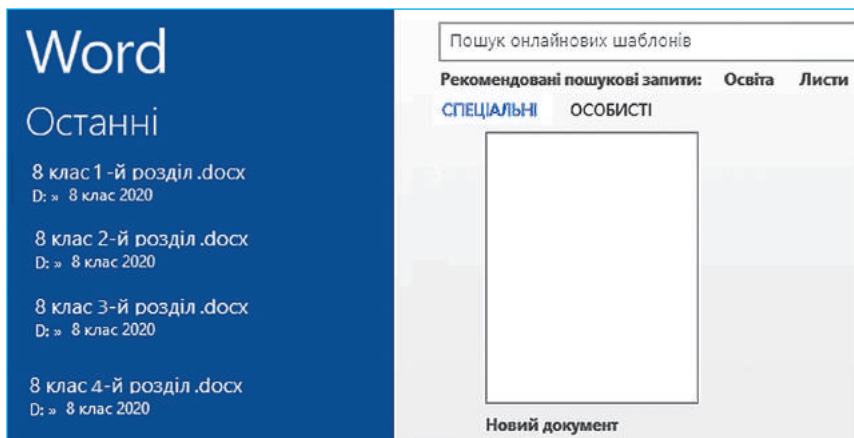 Word
Останні
8 клас 1-й розділ.docx
D: » 8 клас 2020
8 клас 2-й розділ.docx
D: » 8 клас 2020
8 клас 3-й розділ.docx
D: » 8 клас 2020
8 клас 4-й розділ.docx
D: » 8 клас 2020
Пошук онлайнових шаблонів
Рекомендовані пошукові запити: Освіта Листи
СПЕЦІАЛЬНІ ОСОБИСТІ
Новий документ